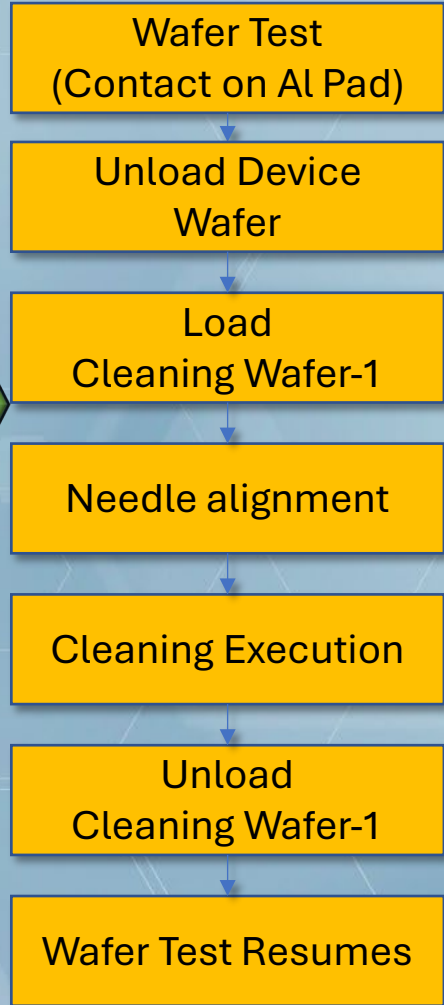 Wafer Test
(Contact on Al Pad)
Unload Device
Wafer
Load
Cleaning Wafer-1
Needle alignment
Cleaning Execution
Unload
Cleaning Wafer-1
Wafer Test Resumes